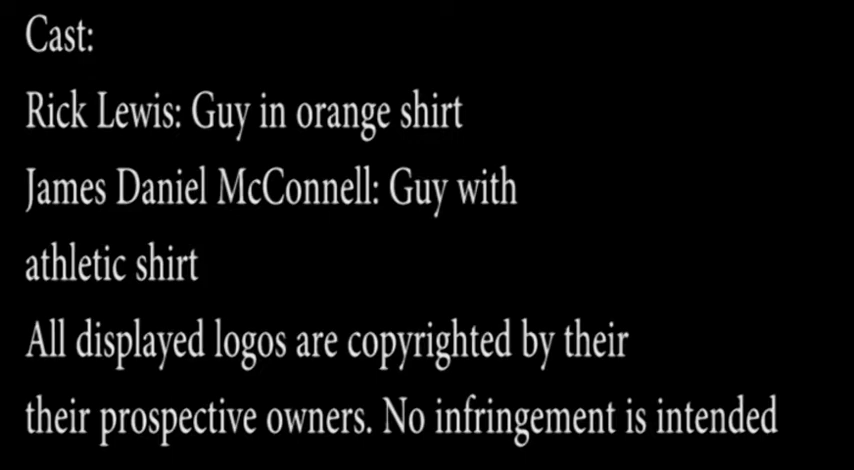 Cast:
Rick Lewis: Guy in orange shirt
James Daniel McConnell: Guy with
athletic shirt
All displayed logos are copyrighted by their
their prospective owners. No infringement is intended